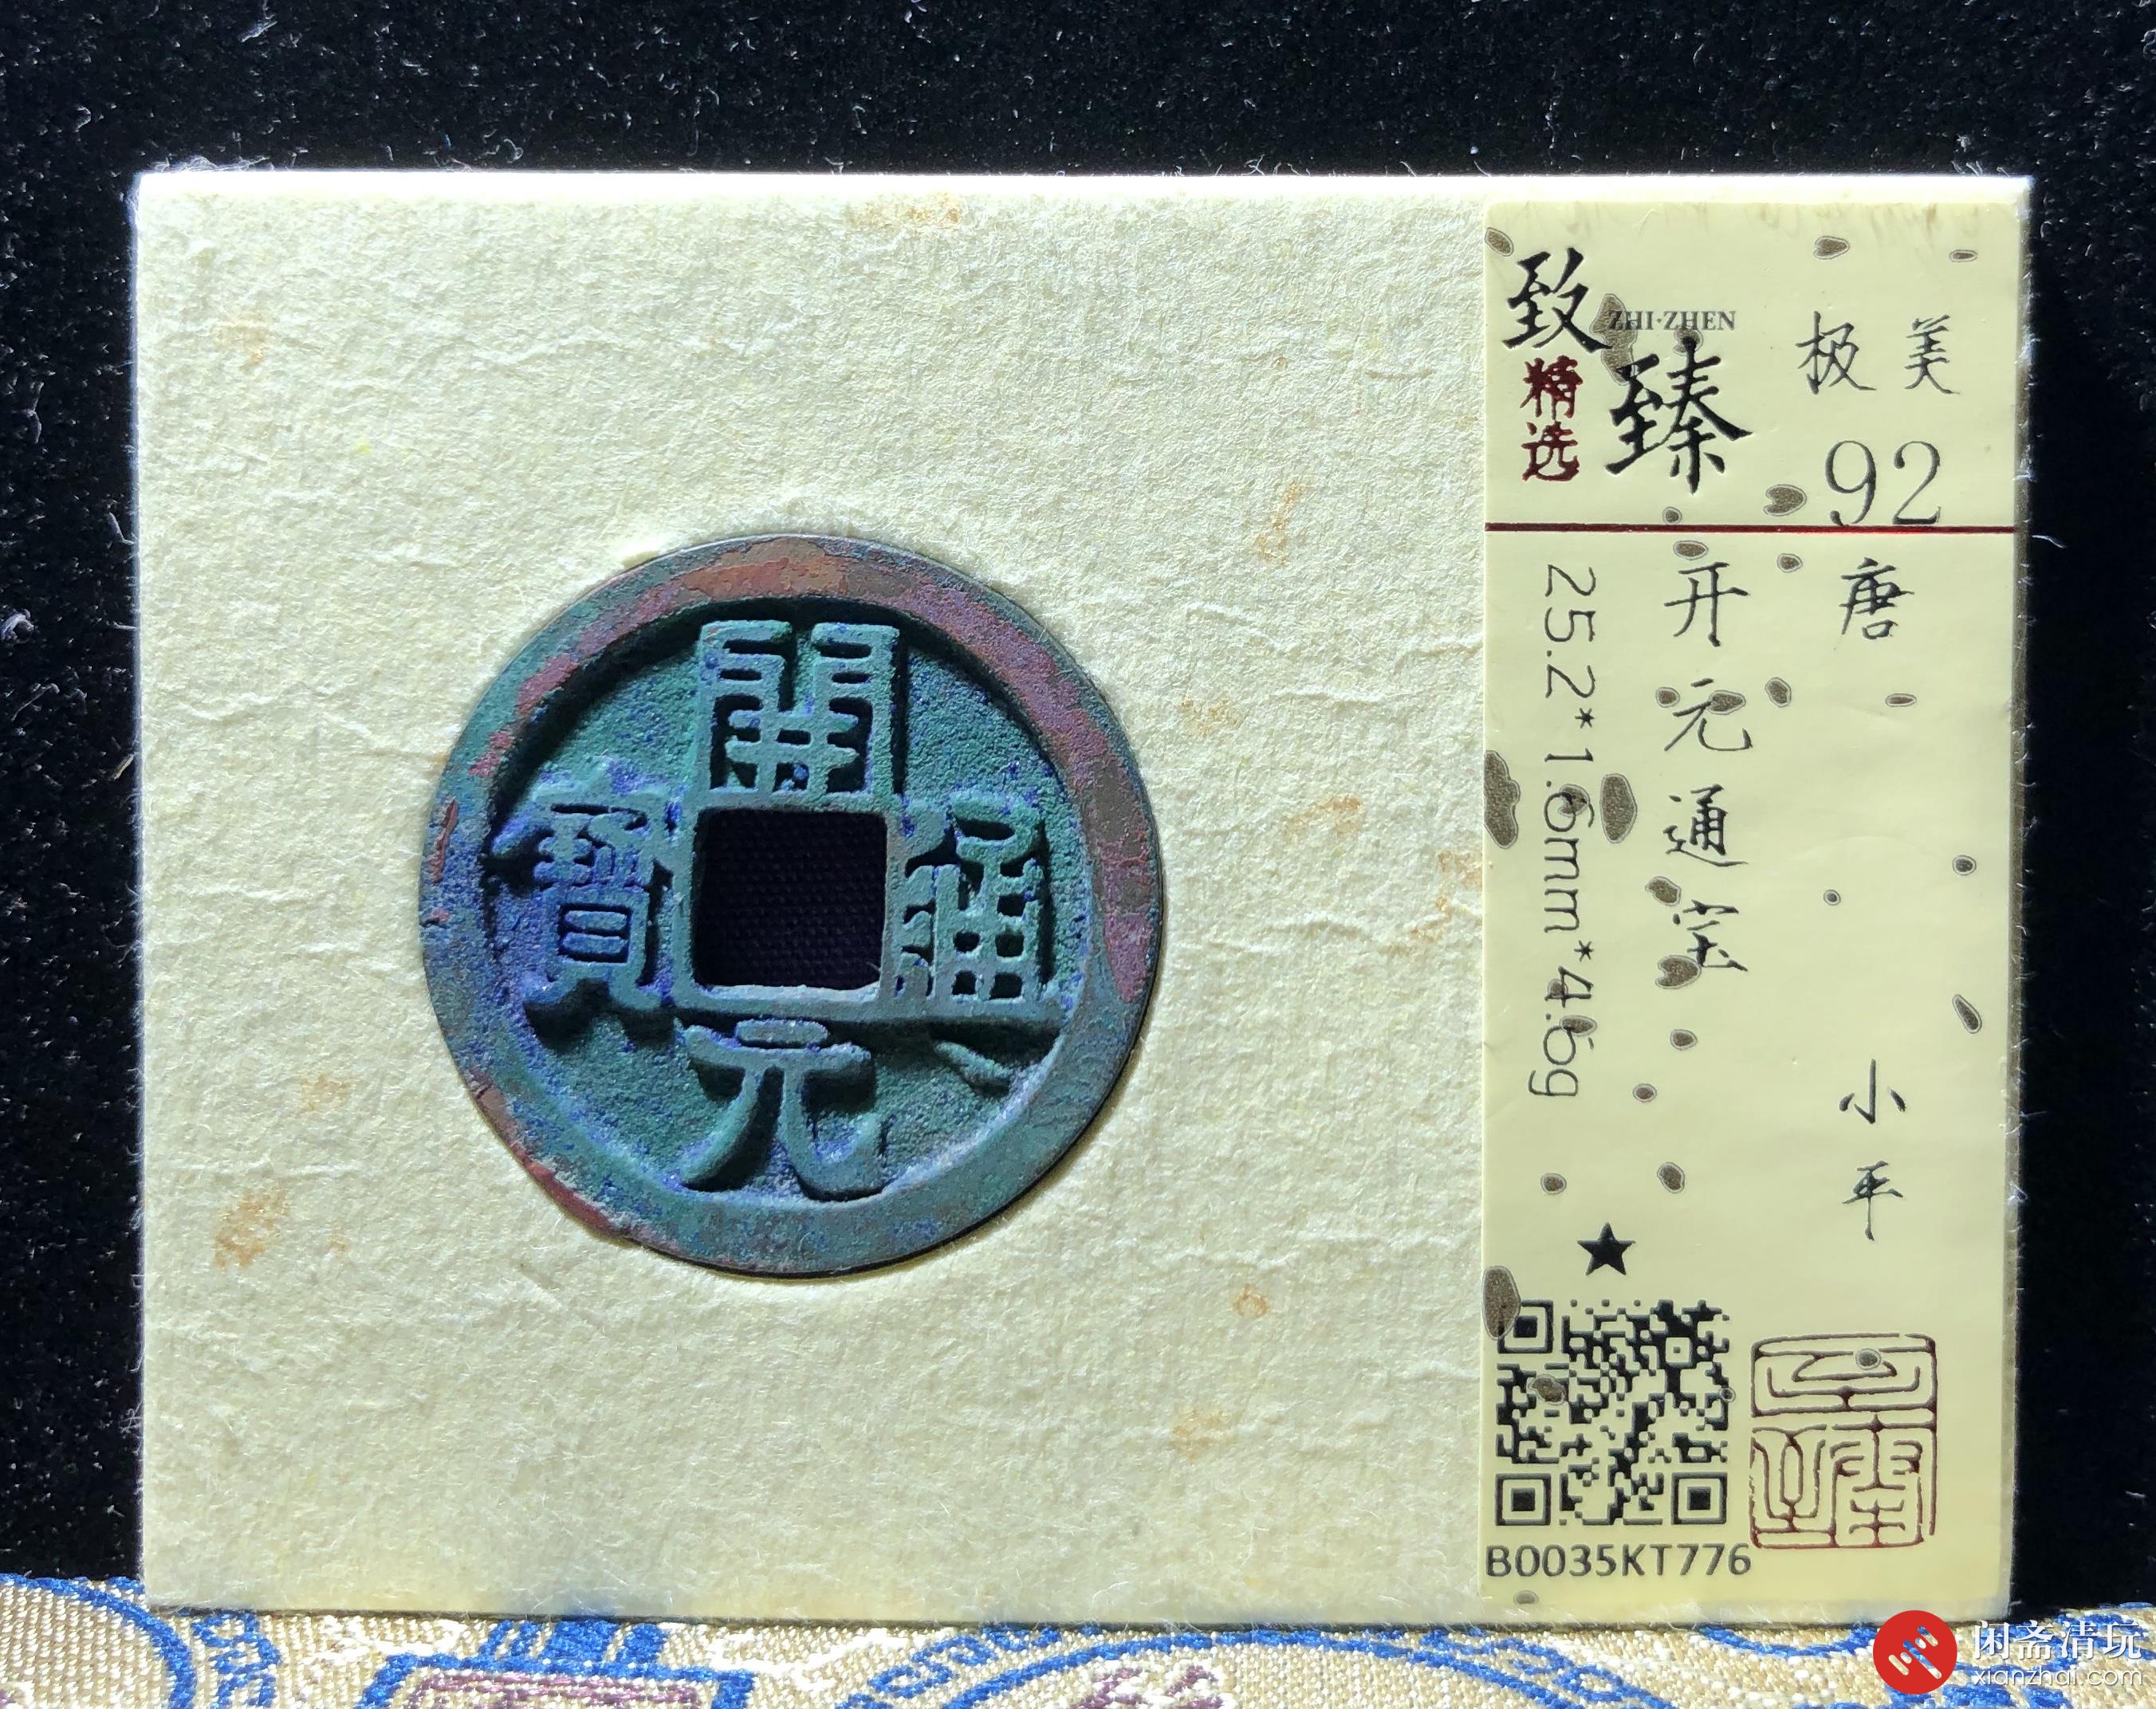 開元通寶
致臻
ZHI·ZHEN
精选
极美
92
唐
开元通宝
小平
25.2*1.6mm*4.6g
B0035KT776
闲斋清玩
xianzhai.com